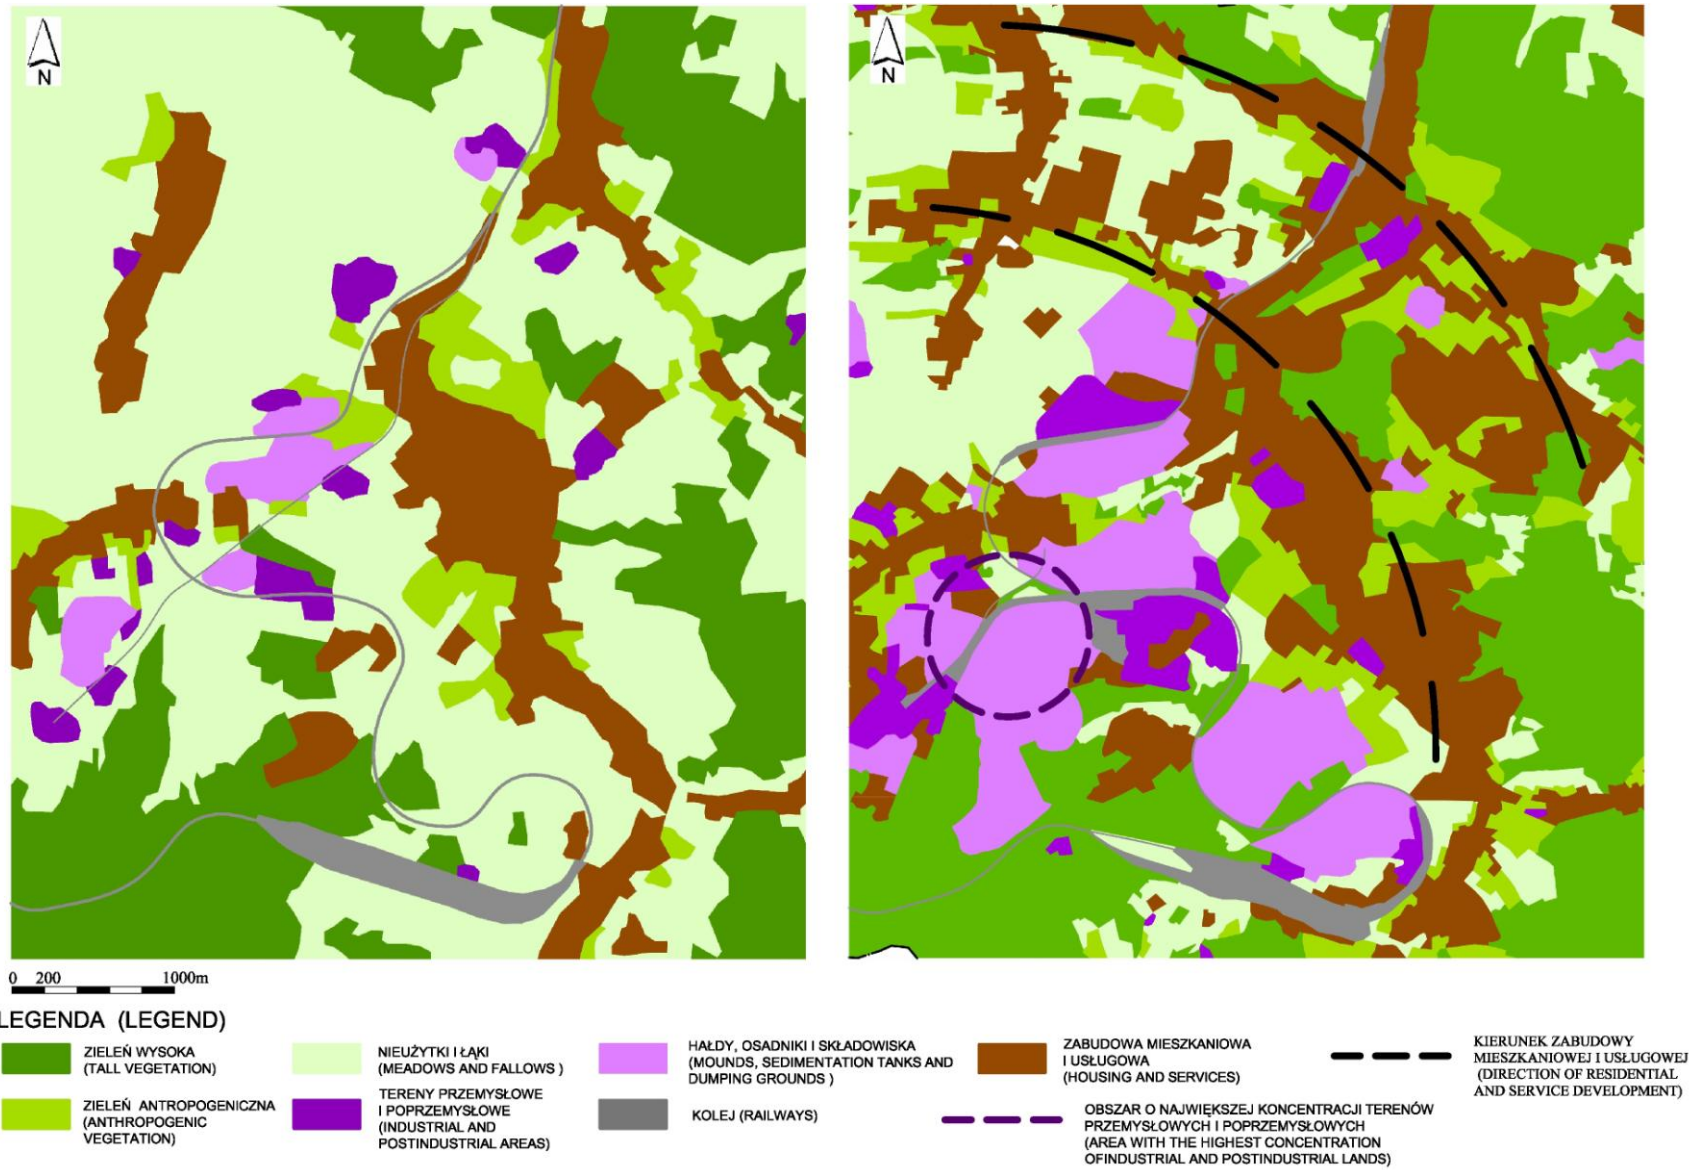 N
N
0 200 1000m
LEGENDA (LEGEND)
ZIELEŃ WYSOKA
(TALL VEGETATION)
NIEUŻYTKI I ŁĄKI
(MEADOWS AND FALLOWS )
HAŁDY, OSADNIKI I SKŁADOWISKA
(MOUNDS, SEDIMENTATION TANKS AND
DUMPING GROUNDS )
ZABUDOWA MIESZKANIOWA
I USŁUGOWA
(HOUSING AND SERVICES)
KIERUNEK ZABUDOWY
MIESZKANIOWEJ I USŁUGOWEJ
(DIRECTION OF RESIDENTIAL
AND SERVICE DEVELOPMENT)
ZIELEŃ ANTROPOGENICZNA
(ANTHROPOGENIC
VEGETATION)
TERENY PRZEMYSŁOWE
I POPRZEMYSŁOWE
(INDUSTRIAL AND
POSTINDUSTRIAL AREAS)
KOLEJ (RAILWAYS)
OBSZAR O NAJWIĘKSZEJ KONCENTRACJI TERENÓW
PRZEMYSŁOWYCH I POPRZEMYSŁOWYCH
(AREA WITH THE HIGHEST CONCENTRATION
OFINDUSTRIAL AND POSTINDUSTRIAL LANDS)